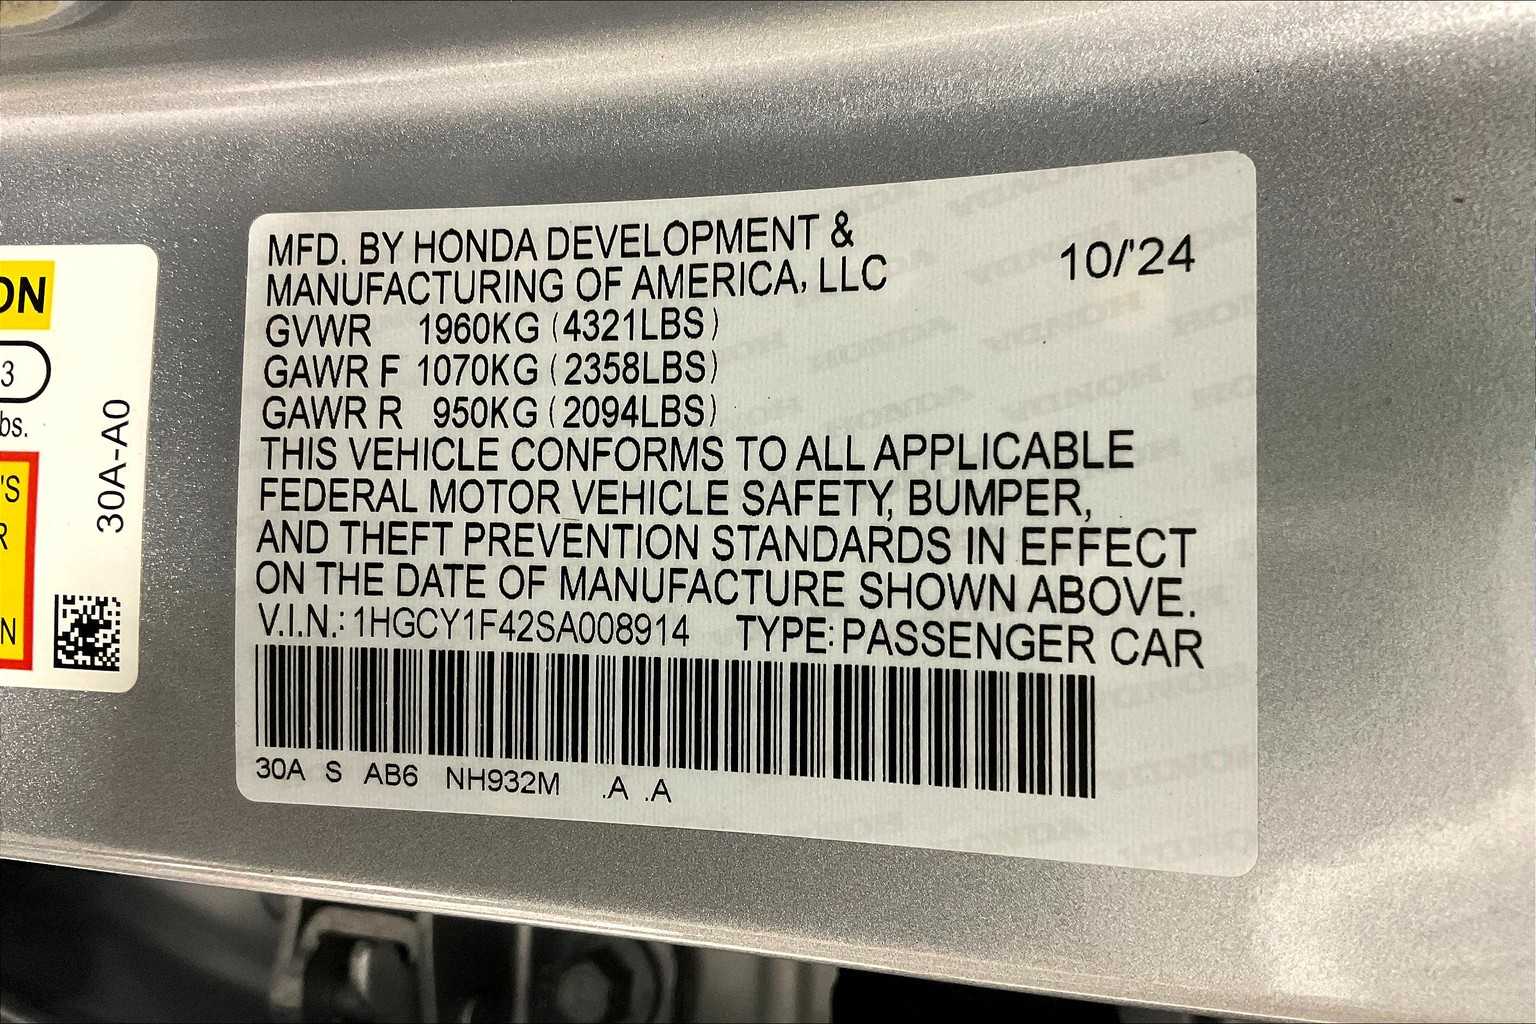 MFD. BY HONDA DEVELOPMENT &
MANUFACTURING OF AMERICA, LLC
10/'24
GVWR 1960KG (4321LBS)
GAWR F 1070KG (2358LBS)
GAWR R 950KG (2094LBS)
THIS VEHICLE CONFORMS TO ALL APPLICABLE
FEDERAL MOTOR VEHICLE SAFETY, BUMPER,
AND THEFT PREVENTION STANDARDS IN EFFECT
ON THE DATE OF MANUFACTURE SHOWN ABOVE.
V.I.N.: 1HGCY1F42SA008914 TYPE: PASSENGER CAR
30A S AB6 NH932M .A .A
ON
3
bs.
'S
R
N
30A-A0